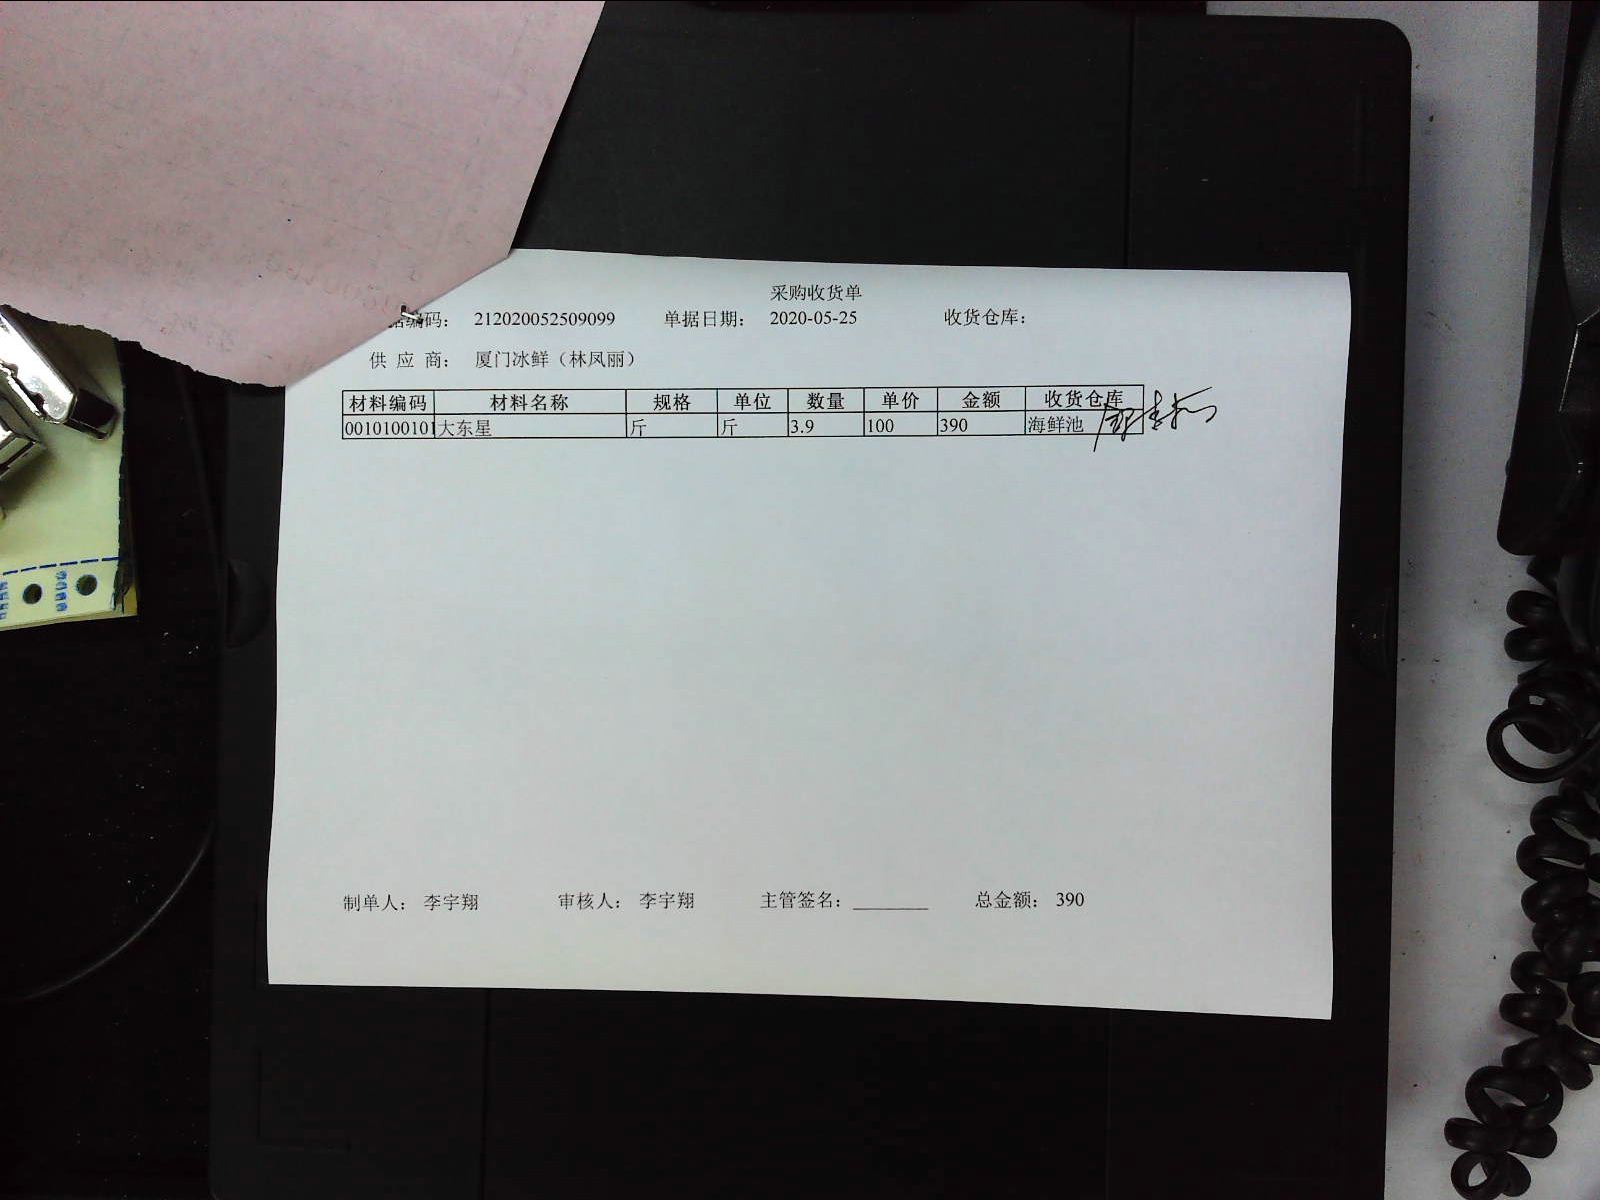 采购收货单
据编码： 212020052509099 单据日期： 2020-05-25 收货仓库：
供 应 商： 厦门冰鲜（林凤丽）
材料编码 材料名称 规格 单位 数量 单价 金额 收货仓库
0010100101 大东星 斤 斤 3.9 100 390 海鲜池
制单人： 李宇翔 审核人： 李宇翔 主管签名：________ 总金额： 390